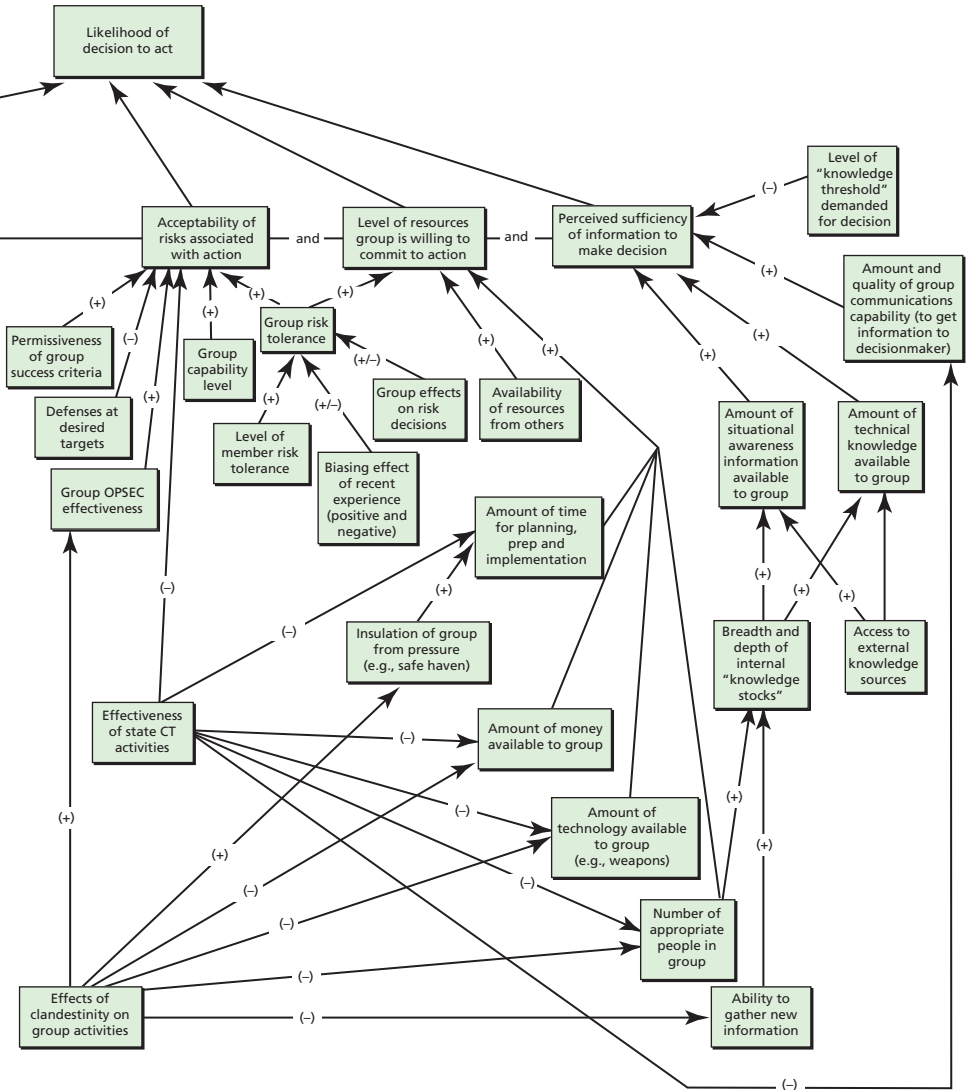 Likelihood of
decision to act
Level of
“knowledge
threshold”
demanded
for decision
(–)
Acceptability of
risks associated
with action
and
Level of resources
group is willing to
commit to action
and
Perceived sufficiency
of information to
make decision
Amount and
quality of group
communications
capability (to get
information to
decisionmaker)
(+)
(+)
(–)
(+)
(+)
(+)
(+)
Permissiveness
of group
success criteria
Group
capability
level
Group risk
tolerance
(+/–)
(+)
(+)
(+)
(+)
Defenses at
desired
targets
(+)
(+/–)
Group effects
on risk
decisions
Availability
of resources
from others
Amount of
situational
awareness
information
available
to group
Amount of
technical
knowledge
available
to group
Level of
member risk
tolerance
Biasing effect
of recent
experience
(positive and
negative)
Group OPSEC
effectiveness
Amount of time
for planning,
prep and
implementation
(–)
(+)
(+)
(+)
(+)
(–)
Insulation of group
from pressure
(e.g., safe haven)
Breadth and
depth of
internal
“knowledge
stocks”
Access to
external
knowledge
sources
Effectiveness
of state CT
activities
(–)
Amount of money
available to group
(+)
(–)
(+)
Amount of
technology available
to group
(e.g., weapons)
(+)
(+)
(–)
(–)
(–)
Number of
appropriate
people in
group
(–)
Effects of
clandestinity on
group activities
(–)
Ability to
gather new
information
(–)